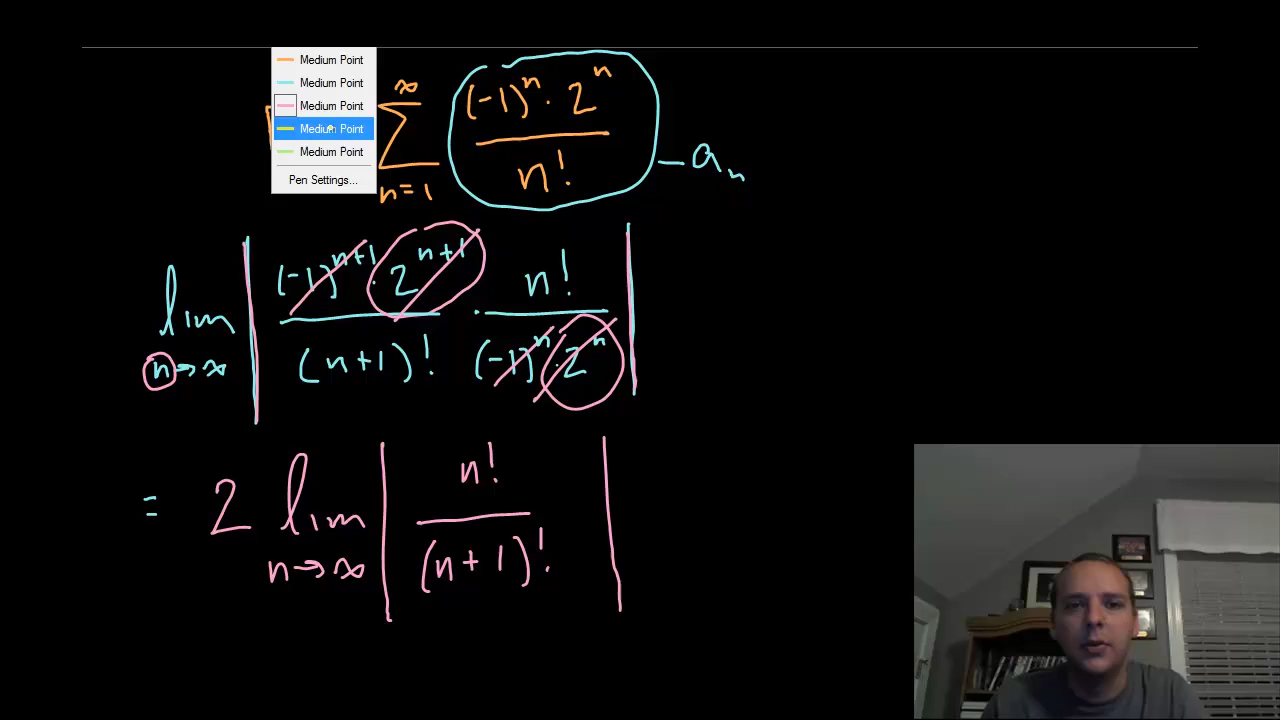 Medium Point
Medium Point
Medium Point
Medium Point
Medium Point
Pen Settings...
∞
∑
n=1
(-1)^n · 2^n
n!
— a_n
lim n→∞ | (-1)^{n+1} · 2^{n+1} / (n+1)! · n! / (-1)^n · 2^n |
= 2 lim n→∞ | n! / (n+1)! |